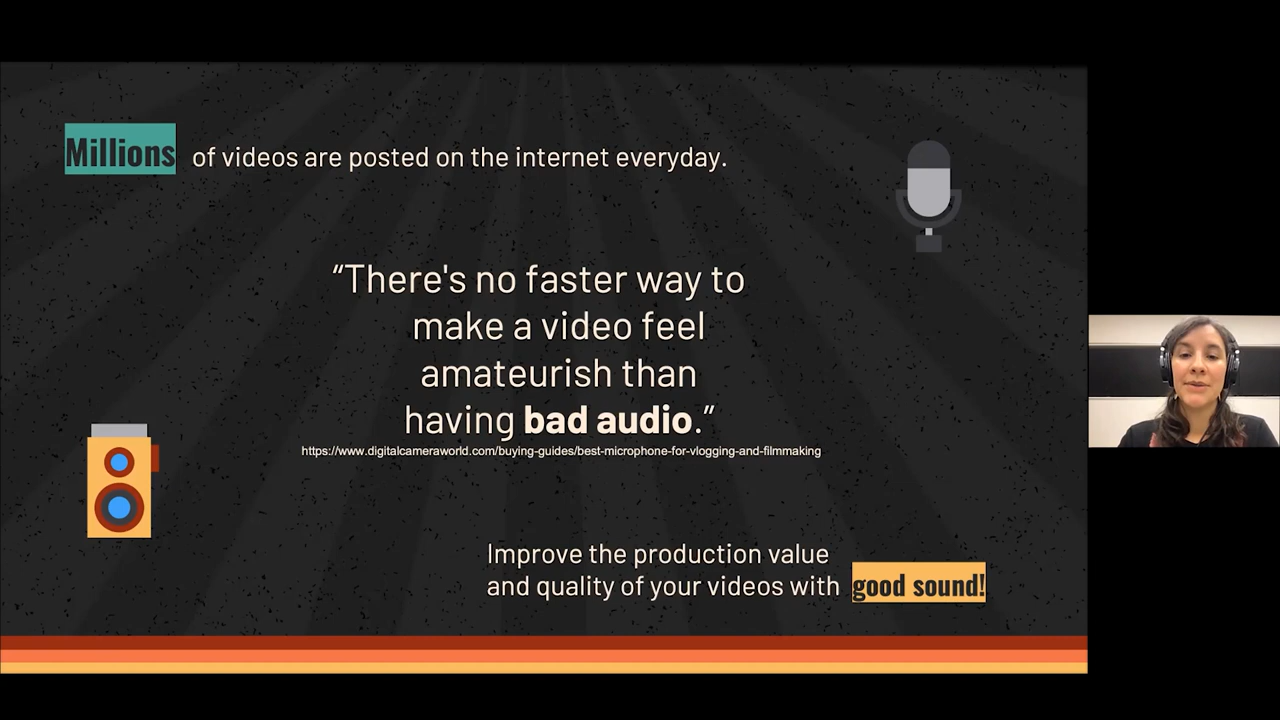 Millions of videos are posted on the internet everyday.
“There's no faster way to
make a video feel
amateurish than
having bad audio.”
https://www.digitalcameraworld.com/buying-guides/best-microphone-for-vlogging-and-filmmaking
Improve the production value
and quality of your videos with good sound!